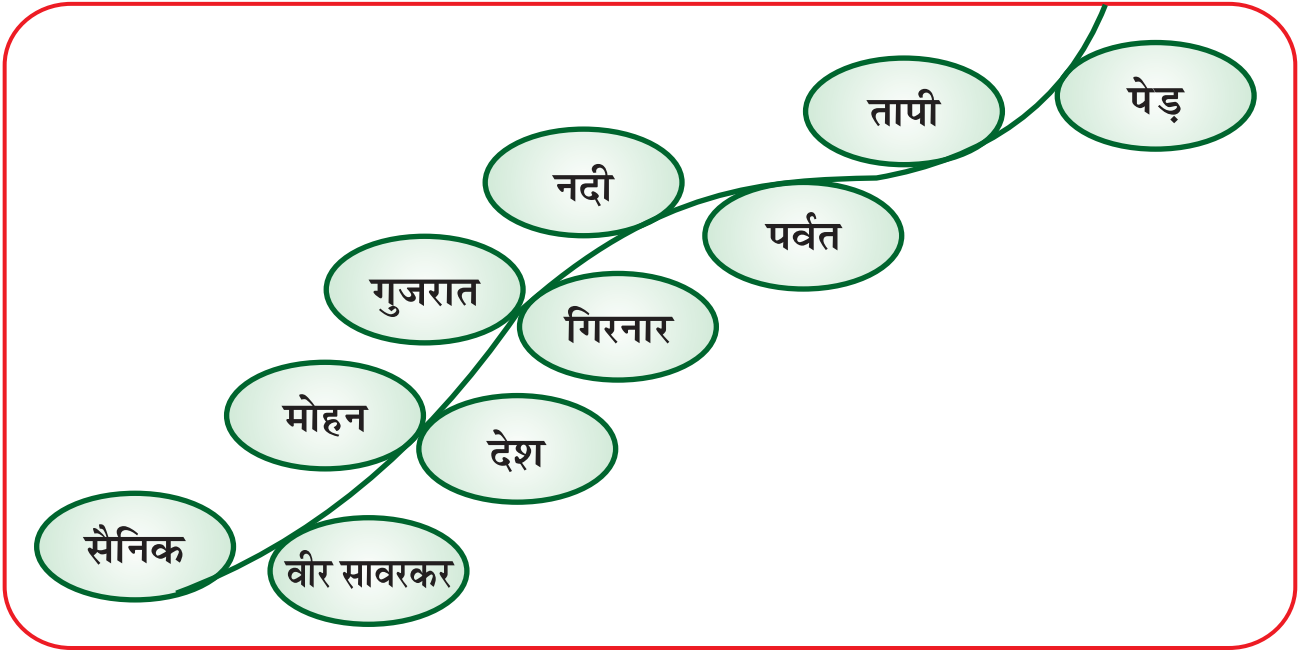 पेड़
तापी
नदी
पर्वत
गुजरात
गिरनार
मोहन
देश
सैनिक
वीर सावरकर